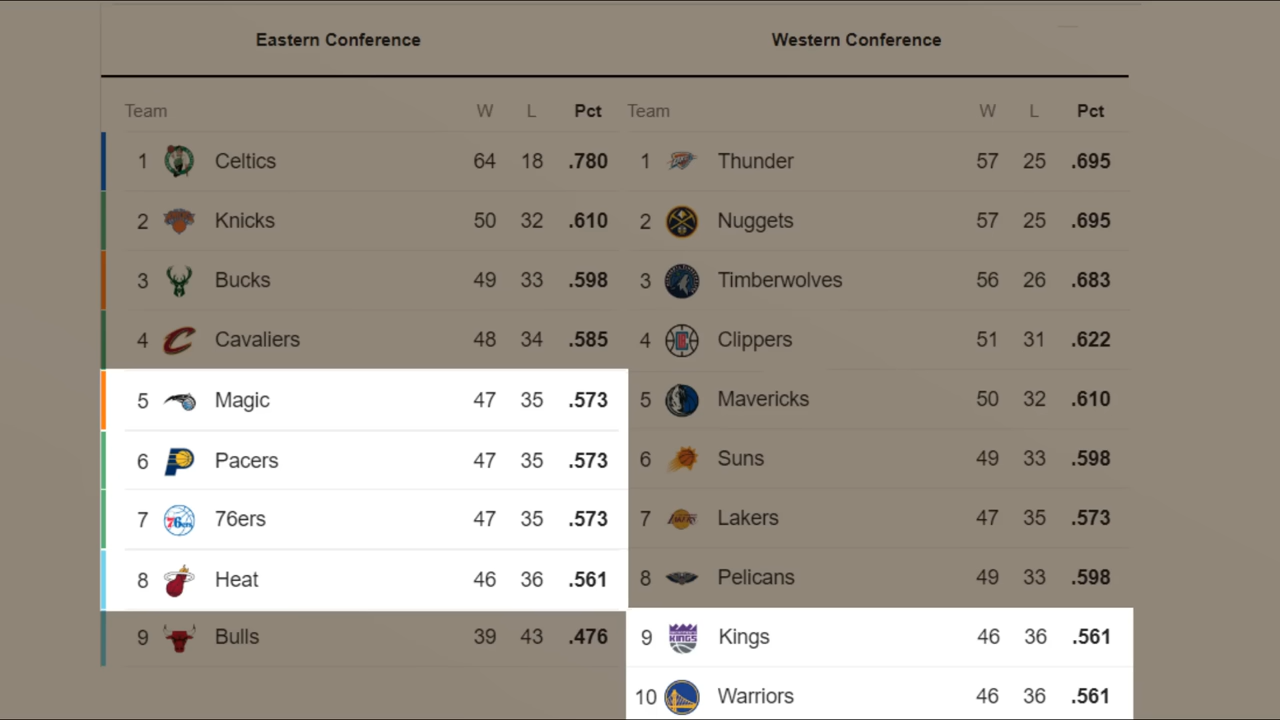 Eastern Conference Western Conference
Team W L Pct Team W L Pct
1 Celtics 64 18 .780 1 Thunder 57 25 .695
2 Knicks 50 32 .610 2 Nuggets 57 25 .695
3 Bucks 49 33 .598 3 Timberwolves 56 26 .683
4 Cavaliers 48 34 .585 4 Clippers 51 31 .622
5 Magic 47 35 .573 5 Mavericks 50 32 .610
6 Pacers 47 35 .573 6 Suns 49 33 .598
7 76ers 47 35 .573 7 Lakers 47 35 .573
8 Heat 46 36 .561 8 Pelicans 49 33 .598
9 Bulls 39 43 .476 9 Kings 46 36 .561
10 Warriors 46 36 .561